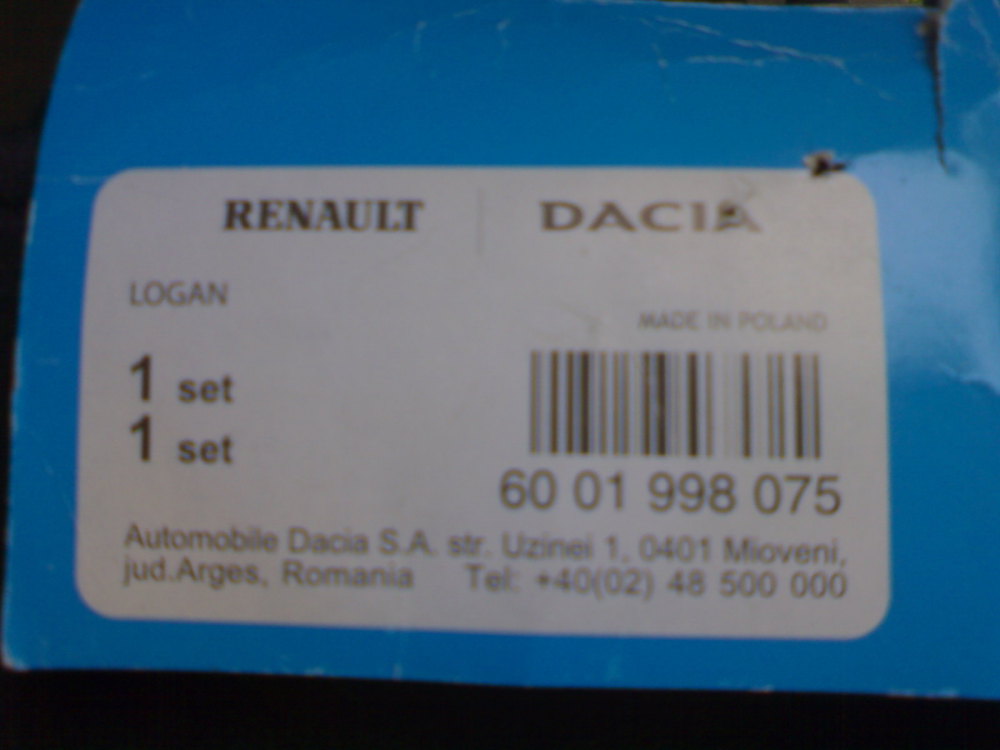 RENAULT DACIA
LOGAN
MADE IN POLAND
1 set
1 set
60 01 998 075
Automobile Dacia S.A. str. Uzinei 1, 0401 Mioveni,
jud.Arges, Romania Tel: +40(02) 48 500 000